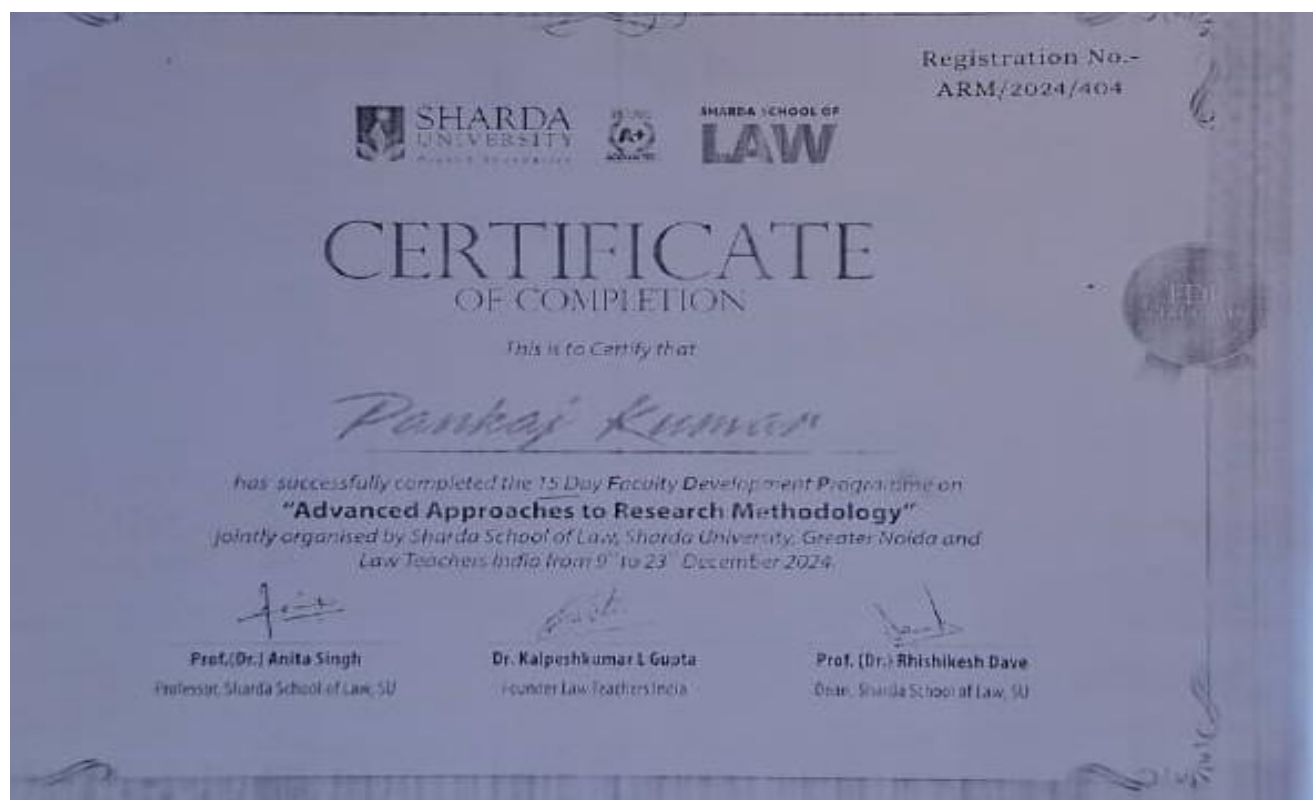 Registration No.-
ARM/2024/404
SHARDA
UNIVERSITY
A+
SHARDA SCHOOL OF
LAW
CERTIFICATE
OF COMPLETION
This is to Certify that
Pankaj Kumar
has successfully completed the 15 Day Faculty Development Programme on
"Advanced Approaches to Research Methodology"
jointly organised by Sharda School of Law, Sharda University, Greater Noida and
Law Teachers India from 9th to 23rd December 2024.
Prof.(Dr.) Anita Singh
Dr. Kalpeshkumar L Gupta
Prof. (Dr.) Rhishikesh Dave
Professor, Sharda School of Law, SU
Founder Law Teachers India
Dean, Sharda School of Law, SU